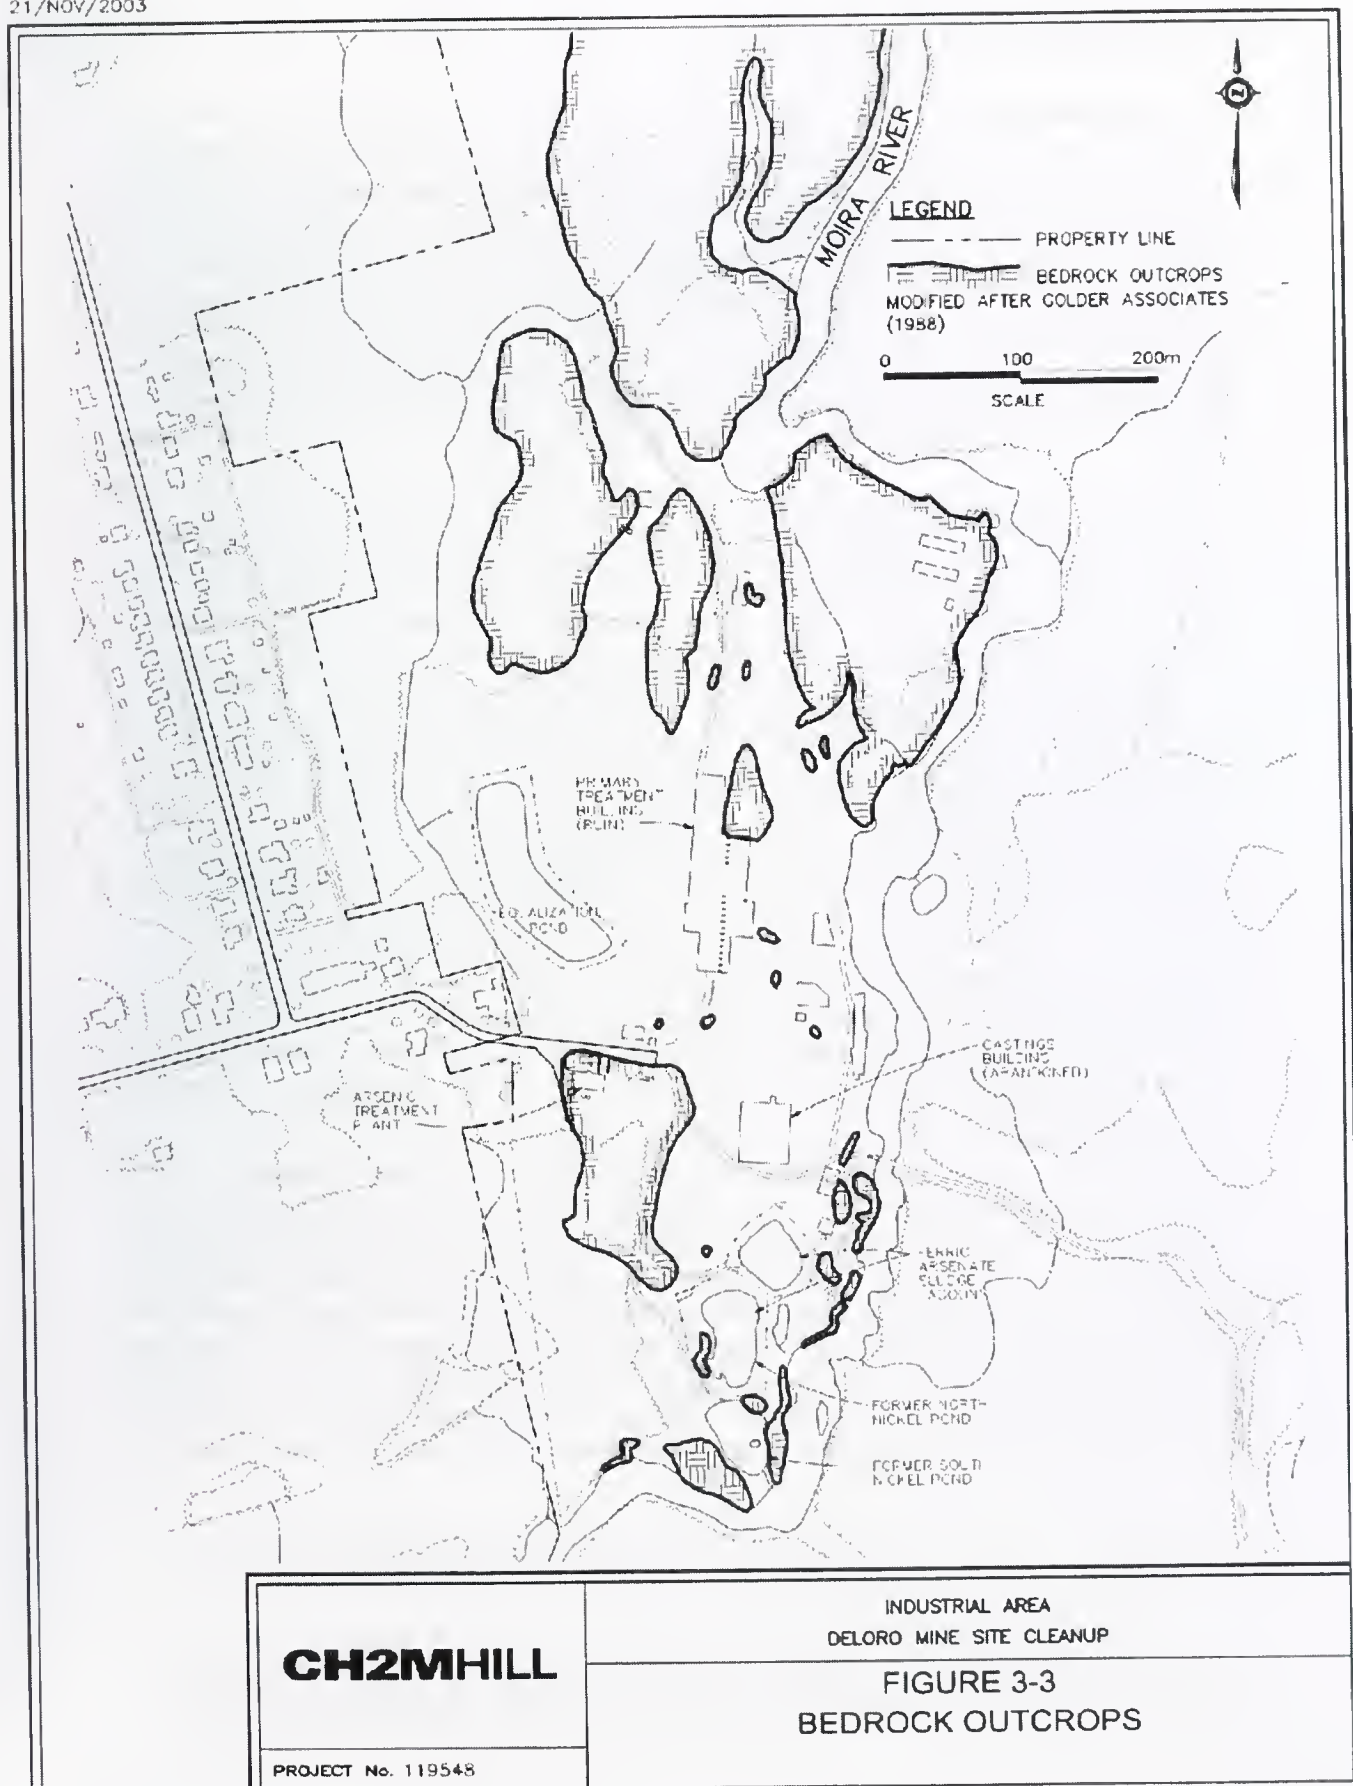 21/NOV/2003
MOIRA RIVER
LEGEND
PROPERTY LINE
BEDROCK OUTCROPS
MODIFIED AFTER GOLDER ASSOCIATES
(1988)
0 100 200m
SCALE
PRIMARY
TREATMENT
BUILDING
(RUIN)
EQUALIZATION
POND
CASTINGS
BUILDING
(ABANDONED)
ARSENIC
TREATMENT
PLANT
FERRIC
ARSENATE
SLUDGE
LAGOONS
FORMER NORTH
NICKEL POND
FORMER SOUTH
NICKEL POND
CH2MHILL
PROJECT No. 119548
INDUSTRIAL AREA
DELORO MINE SITE CLEANUP
FIGURE 3-3
BEDROCK OUTCROPS